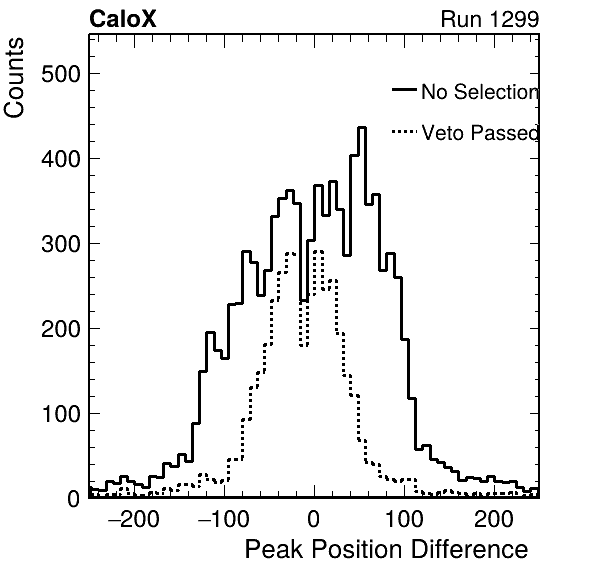 CaloX Run 1299
Counts
500
400
300
200
100
0
No Selection
Veto Passed
−200 −100 0 100 200
Peak Position Difference